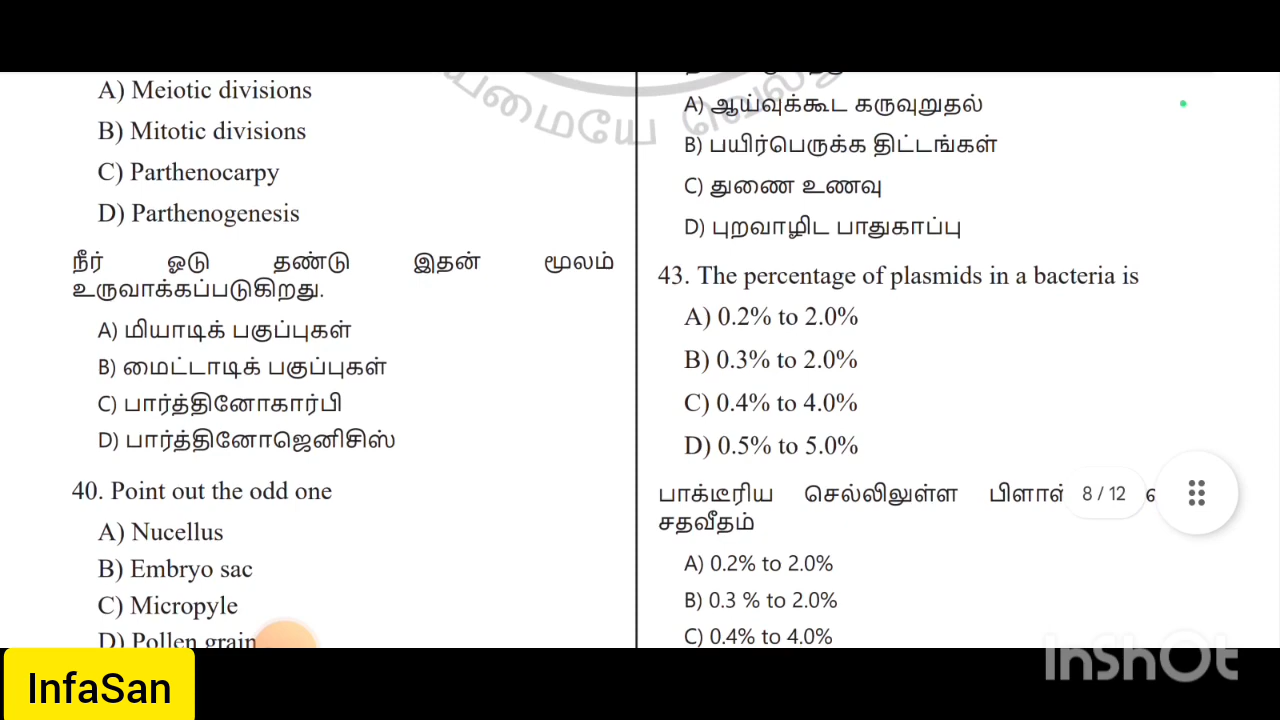 A) Meiotic divisions
B) Mitotic divisions
C) Parthenocarpy
D) Parthenogenesis
நீர் ஓடு தண்டு இதன் மூலம்
உருவாக்கப்படுகிறது.
A) மியாடிக் பகுப்புகள்
B) மைட்டாடிக் பகுப்புகள்
C) பார்த்தினோகார்பி
D) பார்த்தினோஜெனிசிஸ்
40. Point out the odd one
A) Nucellus
B) Embryo sac
C) Micropyle
D) Pollen grain
A) ஆய்வுக்கூட கருவுறுதல்
B) பயிர்பெருக்க திட்டங்கள்
C) துணை உணவு
D) புறவாழிட பாதுகாப்பு
43. The percentage of plasmids in a bacteria is
A) 0.2% to 2.0%
B) 0.3% to 2.0%
C) 0.4% to 4.0%
D) 0.5% to 5.0%
பாக்டீரிய செல்லிலுள்ள
சதவீதம்
A) 0.2% to 2.0%
B) 0.3 % to 2.0%
C) 0.4% to 4.0%
8 / 12
InShOt
InfaSan